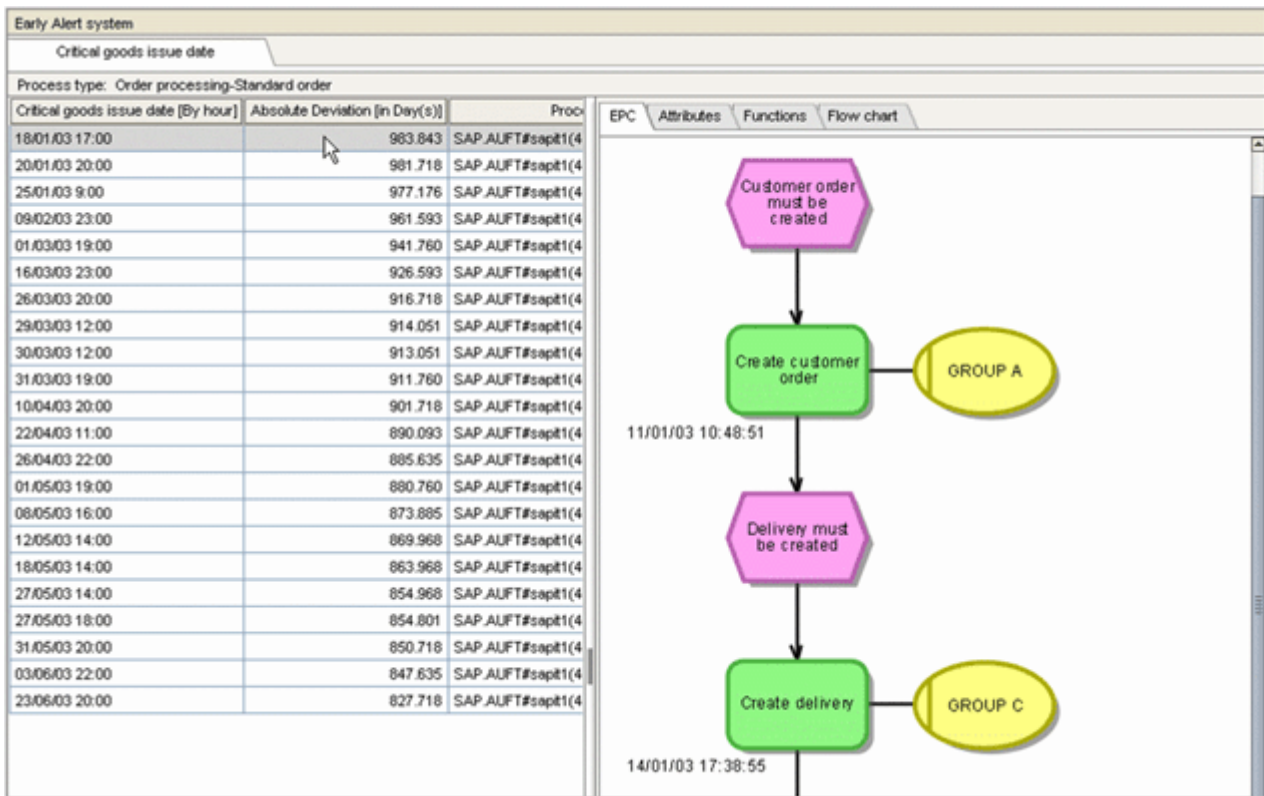 Early Alert system
Critical goods issue date
Process type: Order processing-Standard order
Critical goods issue date [By hour] Absolute Deviation [in Day(s)] Proc
18/01/03 17:00 983.843 SAP.AUFT#sapit1(4
20/01/03 20:00 981.718 SAP.AUFT#sapit1(4
25/01/03 9:00 977.176 SAP.AUFT#sapit1(4
09/02/03 23:00 961.593 SAP.AUFT#sapit1(4
01/03/03 19:00 941.760 SAP.AUFT#sapit1(4
16/03/03 23:00 926.593 SAP.AUFT#sapit1(4
26/03/03 20:00 916.718 SAP.AUFT#sapit1(4
29/03/03 12:00 914.051 SAP.AUFT#sapit1(4
30/03/03 12:00 913.051 SAP.AUFT#sapit1(4
31/03/03 19:00 911.760 SAP.AUFT#sapit1(4
10/04/03 20:00 901.718 SAP.AUFT#sapit1(4
22/04/03 11:00 890.093 SAP.AUFT#sapit1(4
26/04/03 22:00 885.635 SAP.AUFT#sapit1(4
01/05/03 19:00 880.760 SAP.AUFT#sapit1(4
08/05/03 16:00 873.885 SAP.AUFT#sapit1(4
12/05/03 14:00 869.968 SAP.AUFT#sapit1(4
18/05/03 14:00 863.968 SAP.AUFT#sapit1(4
27/05/03 14:00 854.968 SAP.AUFT#sapit1(4
27/05/03 18:00 854.801 SAP.AUFT#sapit1(4
31/05/03 20:00 850.718 SAP.AUFT#sapit1(4
03/06/03 22:00 847.635 SAP.AUFT#sapit1(4
23/06/03 20:00 827.718 SAP.AUFT#sapit1(4
EPC Attributes Functions Flow chart
Customer order
must be
created
Create customer
order
GROUP A
11/01/03 10:48:51
Delivery must
be created
Create delivery
GROUP C
14/01/03 17:38:55